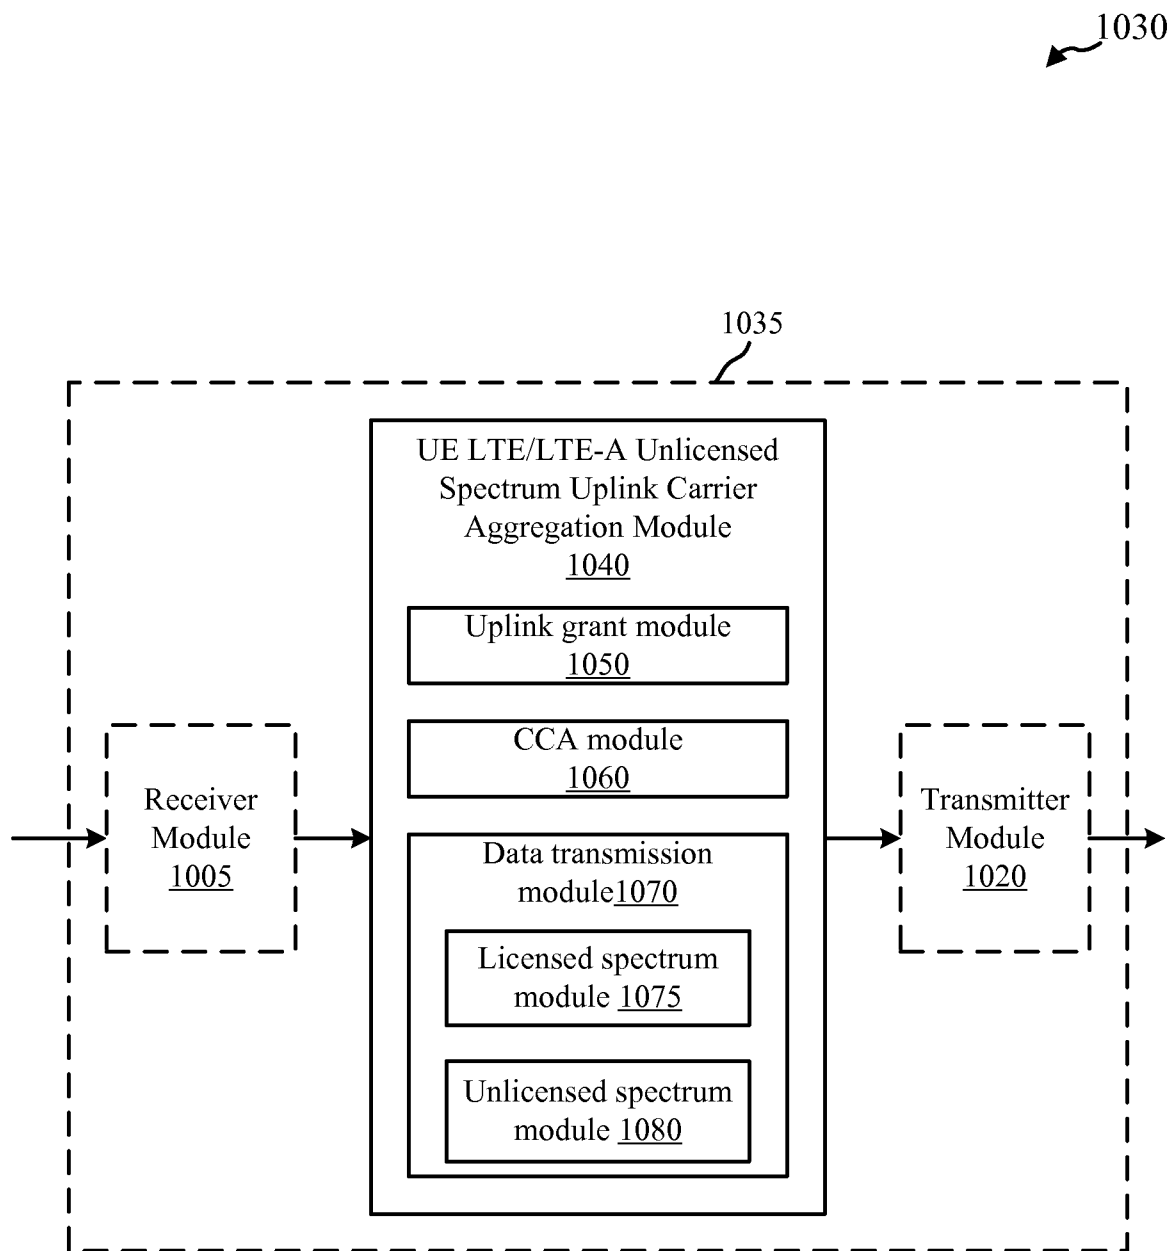 1030
1035
UE LTE/LTE-A Unlicensed
Spectrum Uplink Carrier
Aggregation Module
1040
Uplink grant module
1050
CCA module
1060
Receiver
Module
1005
Data transmission
module1070
Licensed spectrum
module 1075
Unlicensed spectrum
module 1080
Transmitter
Module
1020